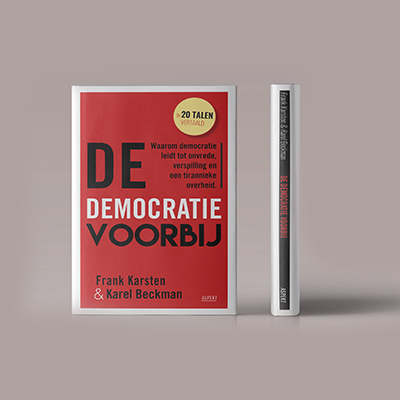 IN 20 TALEN
VERTAALD
DE
Waarom democratie
leidt tot onvrede,
verspilling en
een tirannieke
overheid.
DEMOCRATIE
VOORBIJ
Frank Karsten
& Karel Beckman
ASPEKT
Frank Karsten & Karel Beckman
DE DEMOCRATIE VOORBIJ
ASPEKT